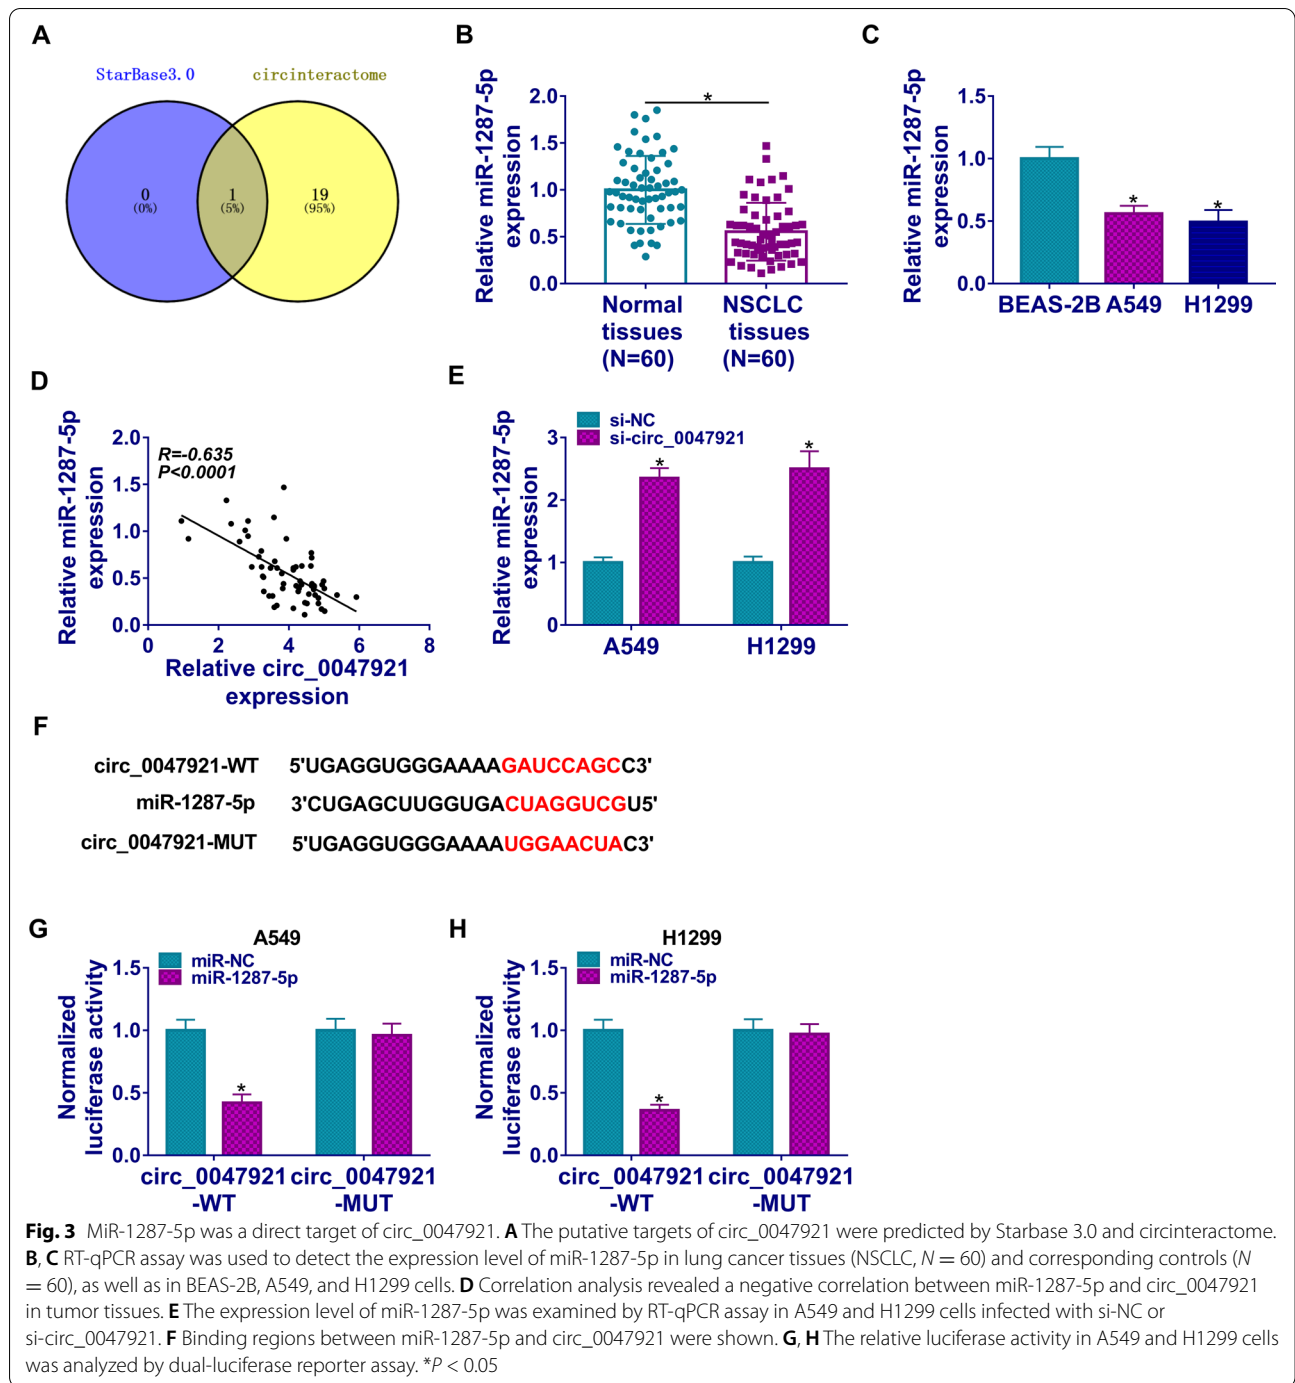 A
StarBase3.0
circinteractome
0
(0%)
1
(5%)
19
(95%)
B
Relative miR-1287-5p
expression
2.0
1.5
1.0
0.5
0.0
*
Normal
tissues
(N=60)
NSCLC
tissues
(N=60)
C
Relative miR-1287-5p
expression
1.5
1.0
0.5
0.0
*
*
BEAS-2B
A549
H1299
D
Relative miR-1287-5p
expression
2.0
1.5
1.0
0.5
0.0
R=-0.635
P<0.0001
0
2
4
6
8
Relative circ_0047921
expression
E
Relative miR-1287-5p
expression
3
2
1
0
si-NC
si-circ_0047921
*
*
A549
H1299
F
circ_0047921-WT 5'UGAGGUGGGAAAAGAUCCAGCC3'
miR-1287-5p 3'CUGAGCUUGGUGACUAGGUCGU5'
circ_0047921-MUT 5'UGAGGUGGGAAAAUGGAACUAC3'
G
A549
Normalized
luciferase activity
1.5
1.0
0.5
0.0
miR-NC
miR-1287-5p
*
circ_0047921
-WT
circ_0047921
-MUT
H
H1299
Normalized
luciferase activity
1.5
1.0
0.5
0.0
miR-NC
miR-1287-5p
*
circ_0047921
-WT
circ_0047921
-MUT
Fig. 3 MiR-1287-5p was a direct target of circ_0047921. A The putative targets of circ_0047921 were predicted by Starbase 3.0 and circinteractome.
B, C RT-qPCR assay was used to detect the expression level of miR-1287-5p in lung cancer tissues (NSCLC, N = 60) and corresponding controls (N
= 60), as well as in BEAS-2B, A549, and H1299 cells. D Correlation analysis revealed a negative correlation between miR-1287-5p and circ_0047921
in tumor tissues. E The expression level of miR-1287-5p was examined by RT-qPCR assay in A549 and H1299 cells infected with si-NC or
si-circ_0047921. F Binding regions between miR-1287-5p and circ_0047921 were shown. G, H The relative luciferase activity in A549 and H1299 cells
was analyzed by dual-luciferase reporter assay. *P < 0.05